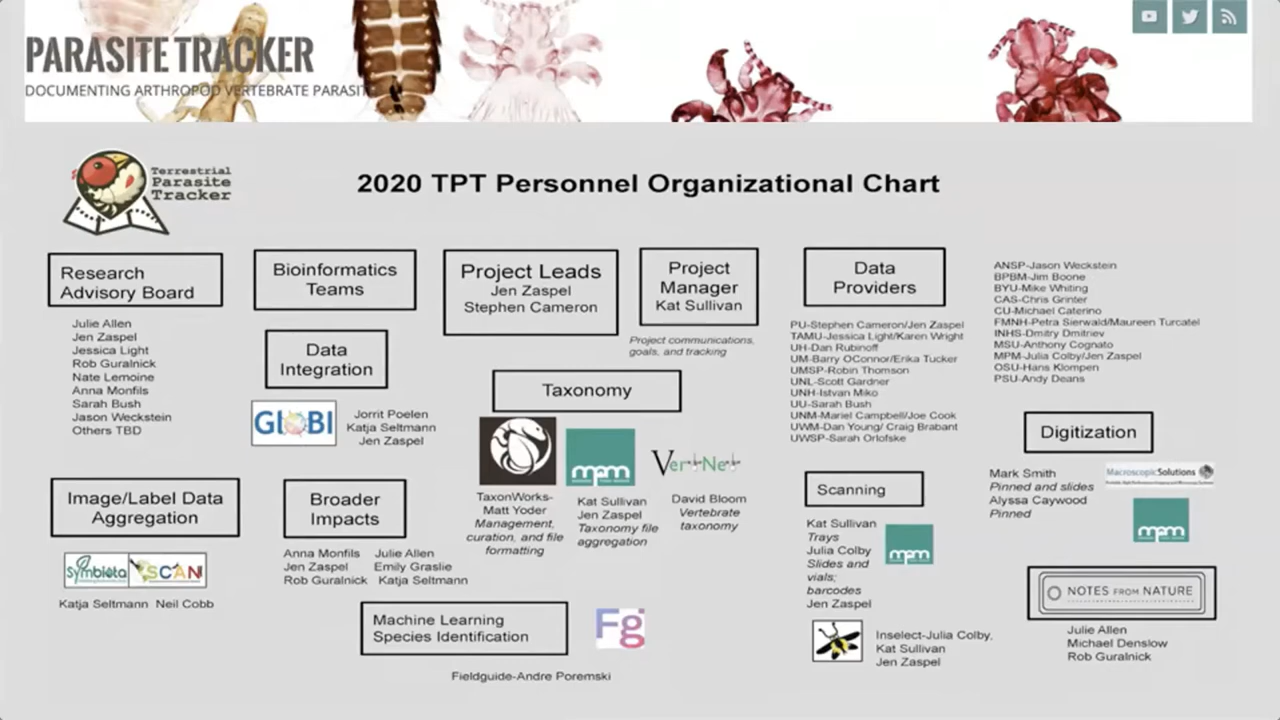 PARASITE TRACKER
DOCUMENTING ARTHROPOD VERTEBRATE PARASIT
Terrestrial
Parasite
Tracker
2020 TPT Personnel Organizational Chart
Research
Advisory Board
Julie Allen
Jen Zaspel
Jessica Light
Rob Guralnick
Nate Lemoine
Anna Monfils
Sarah Bush
Jason Weckstein
Others TBD
Bioinformatics
Teams
Data
Integration
GLOBI
Jorrit Poelen
Katja Seltmann
Jen Zaspel
Project Leads
Jen Zaspel
Stephen Cameron
Project
Manager
Kat Sullivan
Project communications,
goals, and tracking
Taxonomy
TaxonWorks-
Matt Yoder
Management,
curation, and file
formatting
mpm
Kat Sullivan
Jen Zaspel
Taxonomy file
aggregation
VertNet
David Bloom
Vertebrate
taxonomy
Data
Providers
PU-Stephen Cameron/Jen Zaspel
TAMU-Jessica Light/Karen Wright
UH-Dan Rubinoff
UM-Barry OConnor/Erika Tucker
UMSP-Robin Thomson
UNL-Scott Gardner
UNH-Istvan Miko
UU-Sarah Bush
UNM-Mariel Campbell/Joe Cook
UWM-Dan Young/ Craig Brabant
UWSP-Sarah Orlofske
ANSP-Jason Weckstein
BPBM-Jim Boone
BYU-Mike Whiting
CAS-Chris Grinter
CU-Michael Caterino
FMNH-Petra Sierwald/Maureen Turcatel
INHS-Dmitry Dmitriev
MSU-Anthony Cognato
MPM-Julia Colby/Jen Zaspel
OSU-Hans Klompen
PSU-Andy Deans
Image/Label Data
Aggregation
Symbiota SCAN
Katja Seltmann Neil Cobb
Broader
Impacts
Anna Monfils Julie Allen
Jen Zaspel Emily Graslie
Rob Guralnick Katja Seltmann
Machine Learning
Species Identification
Fg
Fieldguide-Andre Poremski
Scanning
Kat Sullivan
Trays
Julia Colby
Slides and
vials;
barcodes
Jen Zaspel
mpm
Inselect-Julia Colby,
Kat Sullivan
Jen Zaspel
Digitization
Mark Smith
Pinned and slides
Alyssa Caywood
Pinned
MacroscopicSolutions
mpm
NOTES FROM NATURE
Julie Allen
Michael Denslow
Rob Guralnick